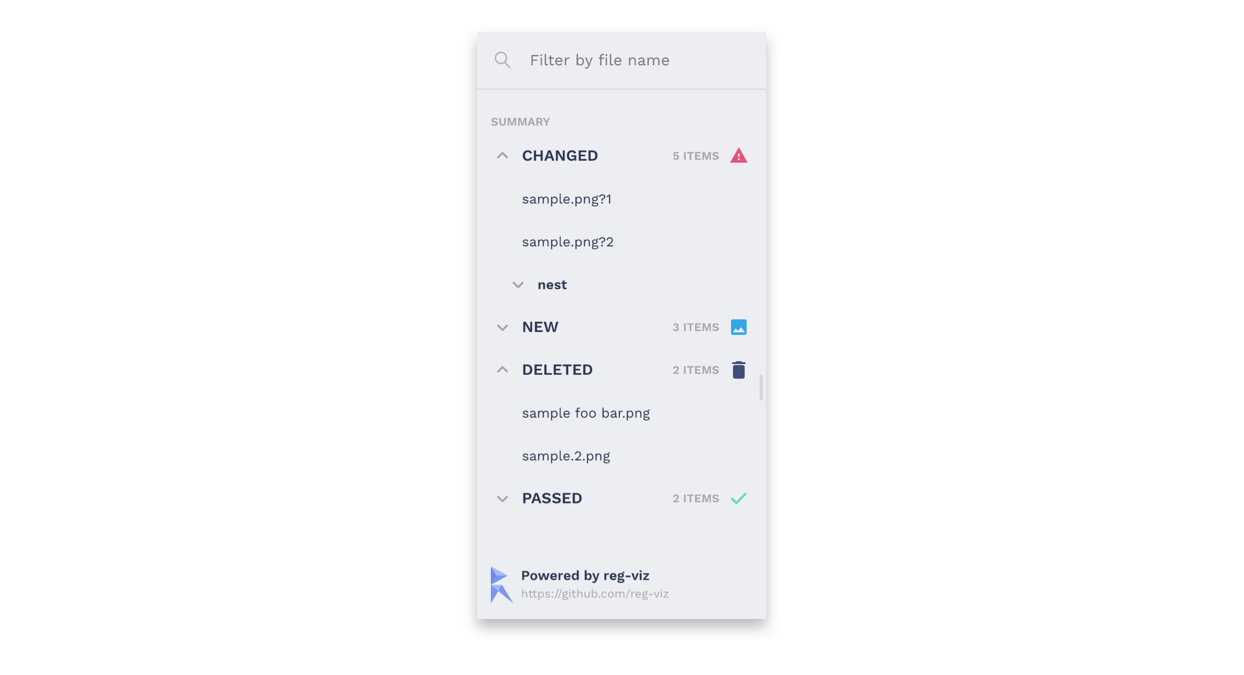 Filter by file name
SUMMARY
CHANGED 5 ITEMS
sample.png?1
sample.png?2
nest
NEW 3 ITEMS
DELETED 2 ITEMS
sample foo bar.png
sample.2.png
PASSED 2 ITEMS
Powered by reg-viz
https://github.com/reg-viz